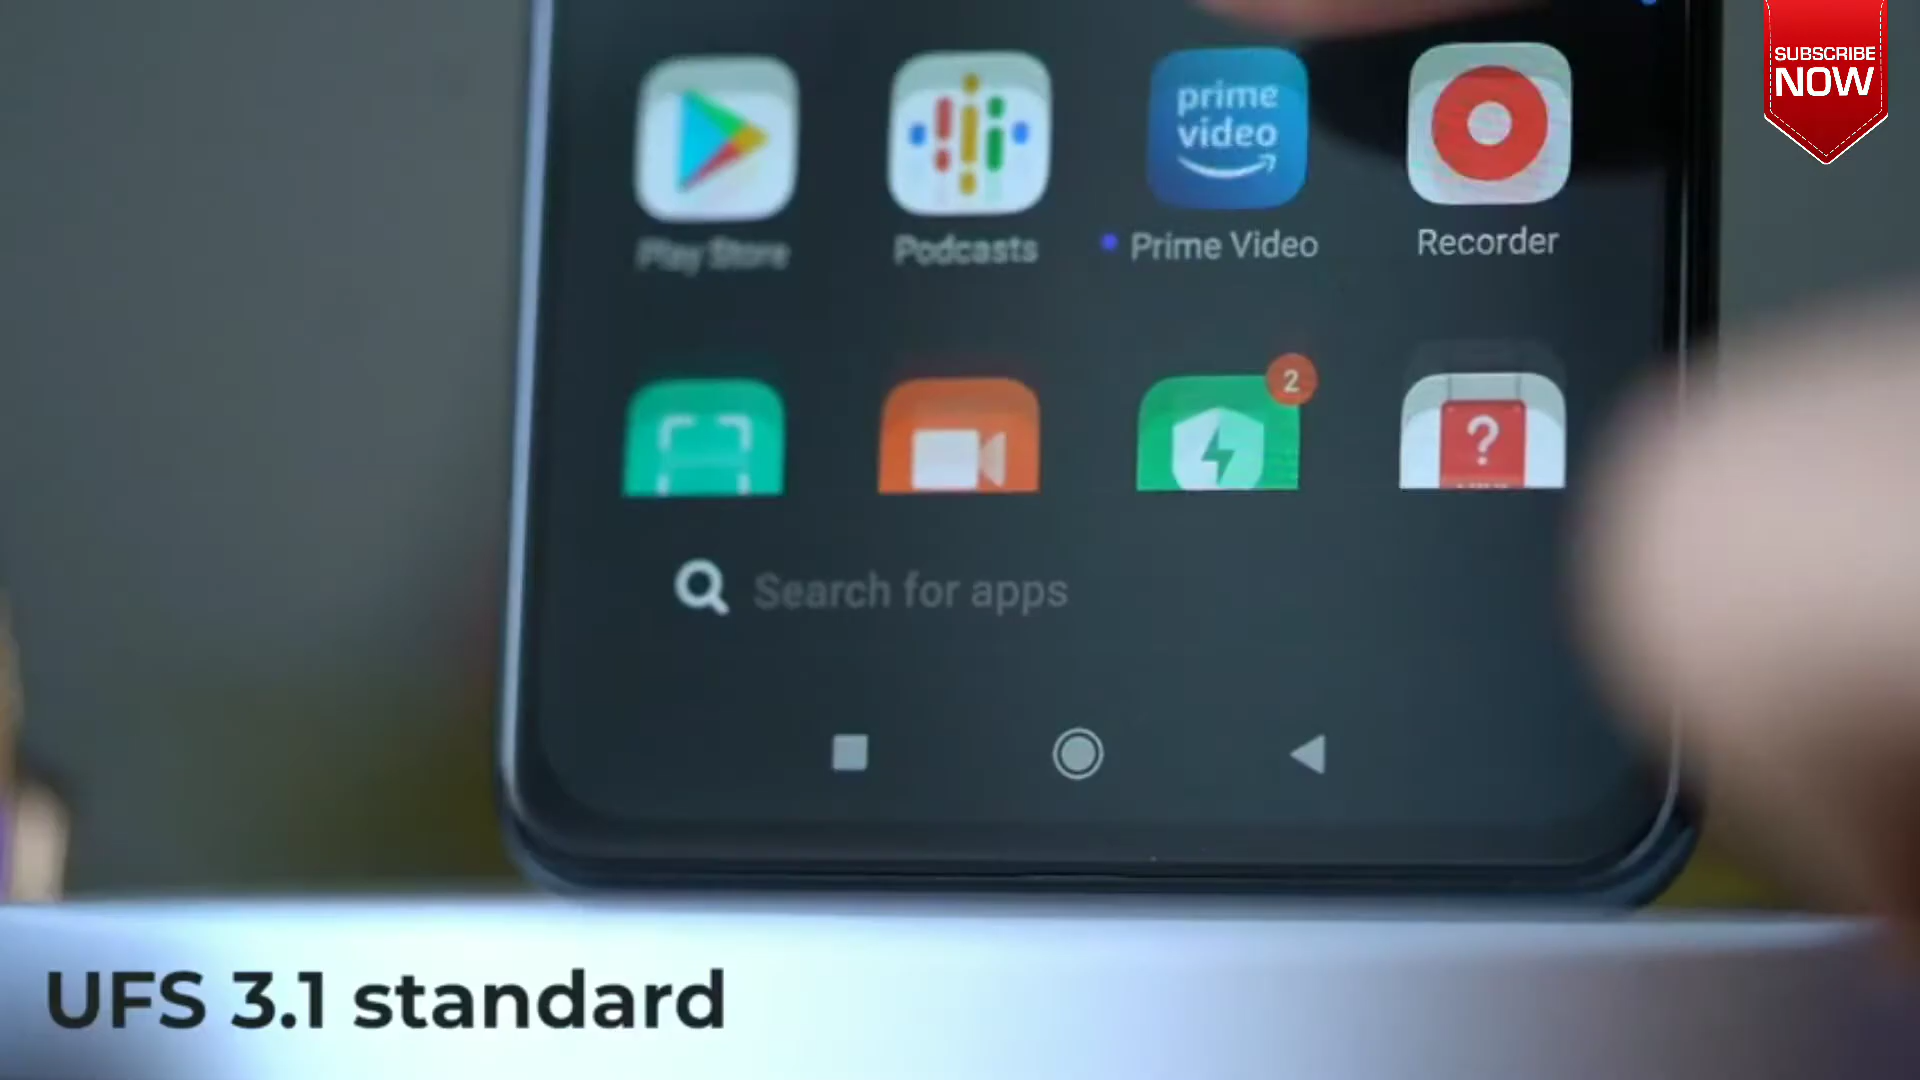 SUBSCRIBE
NOW
prime
video
Play Store
Podcasts
Prime Video
Recorder
2
?
Search for apps
UFS 3.1 standard